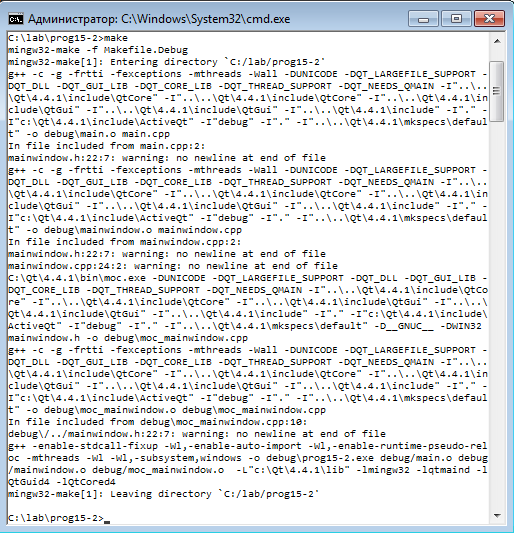 Администратор: C:\Windows\System32\cmd.exe
C:\lab\prog15-2>make
mingw32-make -f Makefile.Debug
mingw32-make[1]: Entering directory `C:/lab/prog15-2'
g++ -c -g -frtti -fexceptions -mthreads -Wall -DUNICODE -DQT_LARGEFILE_SUPPORT -
DQT_DLL -DQT_GUI_LIB -DQT_CORE_LIB -DQT_THREAD_SUPPORT -DQT_NEEDS_QMAIN -I"..\..
\Qt\4.4.1\include\QtCore" -I"..\..\Qt\4.4.1\include\QtCore" -I"..\..\Qt\4.4.1\in
clude\QtGui" -I"..\..\Qt\4.4.1\include\QtGui" -I"..\..\Qt\4.4.1\include" -I"." -
I"c:\Qt\4.4.1\include\ActiveQt" -I"debug" -I"." -I"..\..\Qt\4.4.1\mkspecs\defaul
t" -o debug\main.o main.cpp
In file included from main.cpp:2:
mainwindow.h:22:7: warning: no newline at end of file
g++ -c -g -frtti -fexceptions -mthreads -Wall -DUNICODE -DQT_LARGEFILE_SUPPORT -
DQT_DLL -DQT_GUI_LIB -DQT_CORE_LIB -DQT_THREAD_SUPPORT -DQT_NEEDS_QMAIN -I"..\..
\Qt\4.4.1\include\QtCore" -I"..\..\Qt\4.4.1\include\QtCore" -I"..\..\Qt\4.4.1\in
clude\QtGui" -I"..\..\Qt\4.4.1\include\QtGui" -I"..\..\Qt\4.4.1\include" -I"." -
I"c:\Qt\4.4.1\include\ActiveQt" -I"debug" -I"." -I"..\..\Qt\4.4.1\mkspecs\defaul
t" -o debug\mainwindow.o mainwindow.cpp
In file included from mainwindow.cpp:2:
mainwindow.h:22:7: warning: no newline at end of file
mainwindow.cpp:24:2: warning: no newline at end of file
C:\Qt\4.4.1\bin\moc.exe -DUNICODE -DQT_LARGEFILE_SUPPORT -DQT_DLL -DQT_GUI_LIB -
DQT_CORE_LIB -DQT_THREAD_SUPPORT -DQT_NEEDS_QMAIN -I"..\..\Qt\4.4.1\include\QtCo
re" -I"..\..\Qt\4.4.1\include\QtCore" -I"..\..\Qt\4.4.1\include\QtGui" -I"..\..\
Qt\4.4.1\include\QtGui" -I"..\..\Qt\4.4.1\include" -I"." -I"c:\Qt\4.4.1\include\
ActiveQt" -I"debug" -I"." -I"..\..\Qt\4.4.1\mkspecs\default" -D__GNUC__ -DWIN32
mainwindow.h -o debug\moc_mainwindow.cpp
g++ -c -g -frtti -fexceptions -mthreads -Wall -DUNICODE -DQT_LARGEFILE_SUPPORT -
DQT_DLL -DQT_GUI_LIB -DQT_CORE_LIB -DQT_THREAD_SUPPORT -DQT_NEEDS_QMAIN -I"..\..
\Qt\4.4.1\include\QtCore" -I"..\..\Qt\4.4.1\include\QtCore" -I"..\..\Qt\4.4.1\in
clude\QtGui" -I"..\..\Qt\4.4.1\include\QtGui" -I"..\..\Qt\4.4.1\include" -I"." -
I"c:\Qt\4.4.1\include\ActiveQt" -I"debug" -I"." -I"..\..\Qt\4.4.1\mkspecs\defaul
t" -o debug\moc_mainwindow.o debug\moc_mainwindow.cpp
In file included from debug\moc_mainwindow.cpp:10:
debug\/../mainwindow.h:22:7: warning: no newline at end of file
g++ -enable-stdcall-fixup -Wl,-enable-auto-import -Wl,-enable-runtime-pseudo-rel
oc -mthreads -Wl -Wl,-subsystem,windows -o debug\prog15-2.exe debug/main.o debug
/mainwindow.o debug/moc_mainwindow.o  -L"c:\Qt\4.4.1\lib" -lmingw32 -lqtmaind -l
QtGuid4 -lQtCored4
mingw32-make[1]: Leaving directory `C:/lab/prog15-2'
C:\lab\prog15-2>